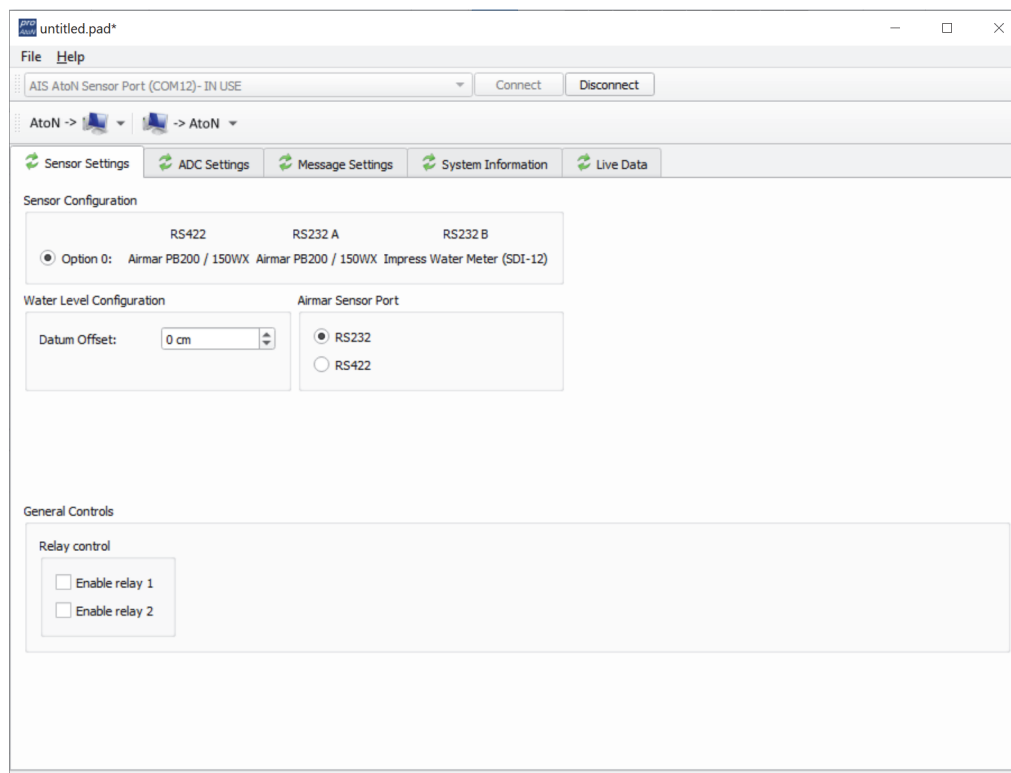 pro
AtoN
untitled.pad*
File Help
AIS AtoN Sensor Port (COM12)- IN USE Connect Disconnect
AtoN -> -> AtoN
Sensor Settings ADC Settings Message Settings System Information Live Data
Sensor Configuration
RS422 RS232 A RS232 B
Option 0: Airmar PB200 / 150WX Airmar PB200 / 150WX Impress Water Meter (SDI-12)
Water Level Configuration Airmar Sensor Port
Datum Offset: 0 cm RS232
RS422
General Controls
Relay control
Enable relay 1
Enable relay 2